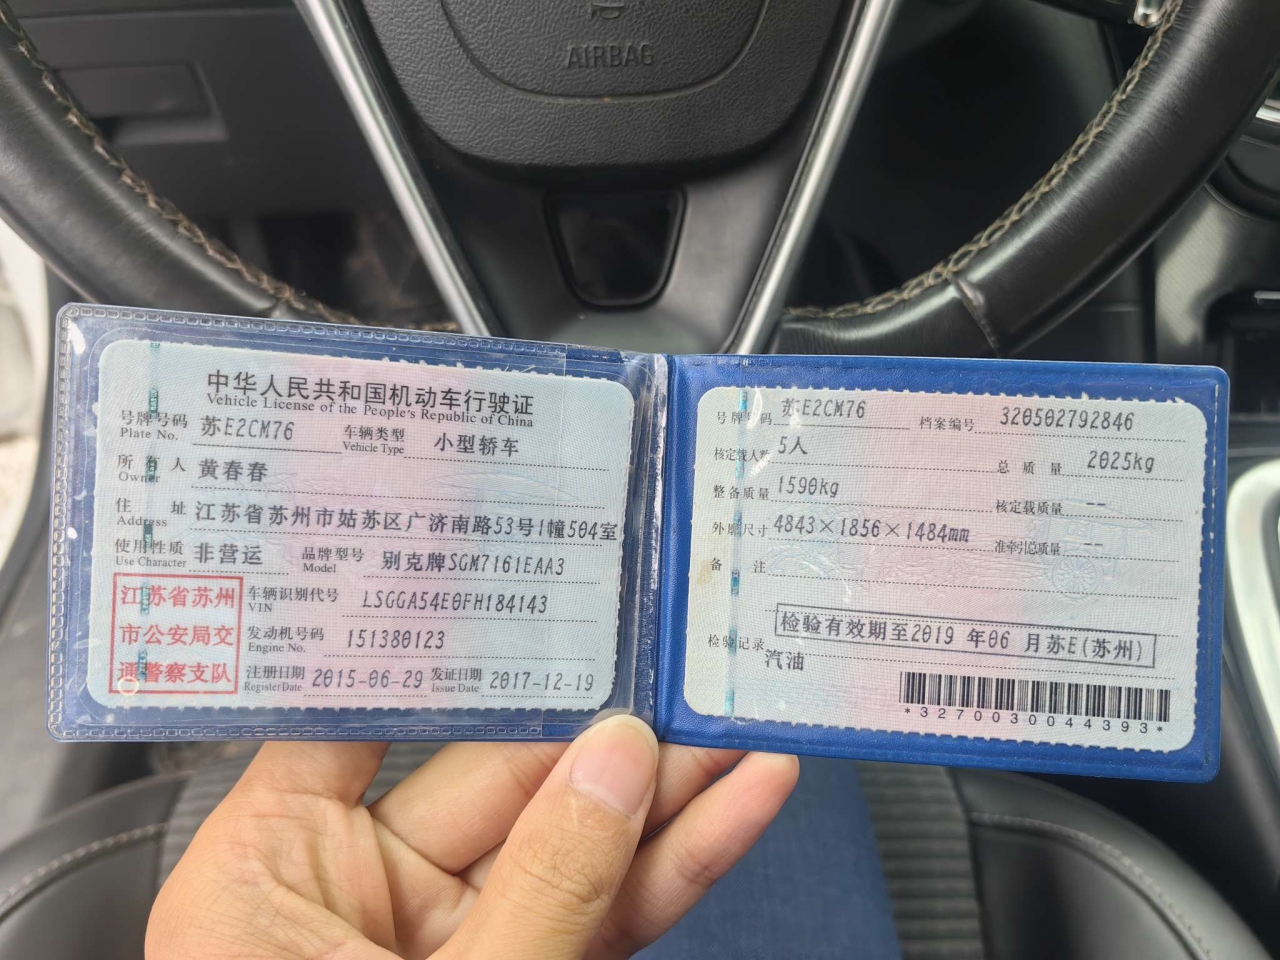 AIRBAG
中华人民共和国机动车行驶证
Vehicle License of the People's Republic of China
号牌号码 苏E2CM76 车辆类型 小型轿车
Plate No. Vehicle Type
所有人 黄春春
Owner
住址 江苏省苏州市姑苏区广济南路53号1幢504室
Address
使用性质 非营运 品牌型号 别克牌SGM7161EAA3
Use Character Model
江苏省苏州
市公安局交
通警察支队
车辆识别代号 LSGGA54E0FH184143
VIN
发动机号码 151380123
Engine No.
注册日期 2015-06-29 发证日期 2017-12-19
Register Date Issue Date
号牌号码 苏E2CM76 档案编号 320502792846
核定载人数 5人 总质量 2025kg
整备质量 1590kg 核定载质量 --
外廓尺寸 4843×1856×1484mm 准牵引总质量 --
备注
检验有效期至2019 年06 月苏E(苏州)
检验记录
汽油
*3270030044393*